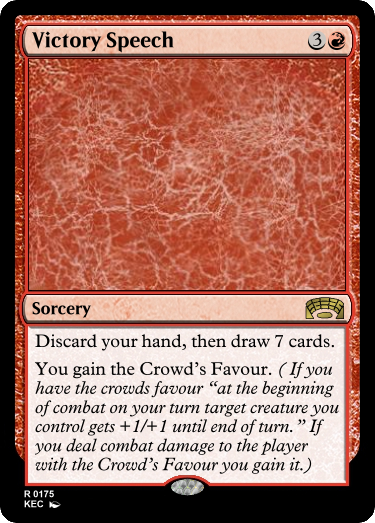 Victory Speech 3
Sorcery
Discard your hand, then draw 7 cards.
You gain the Crowd's Favour. ( If you
have the crowds favour “at the beginning
of combat on your turn target creature you
control gets +1/+1 until end of turn.” If
you deal combat damage to the player
with the Crowd's Favour you gain it.)
R 0175
KEC